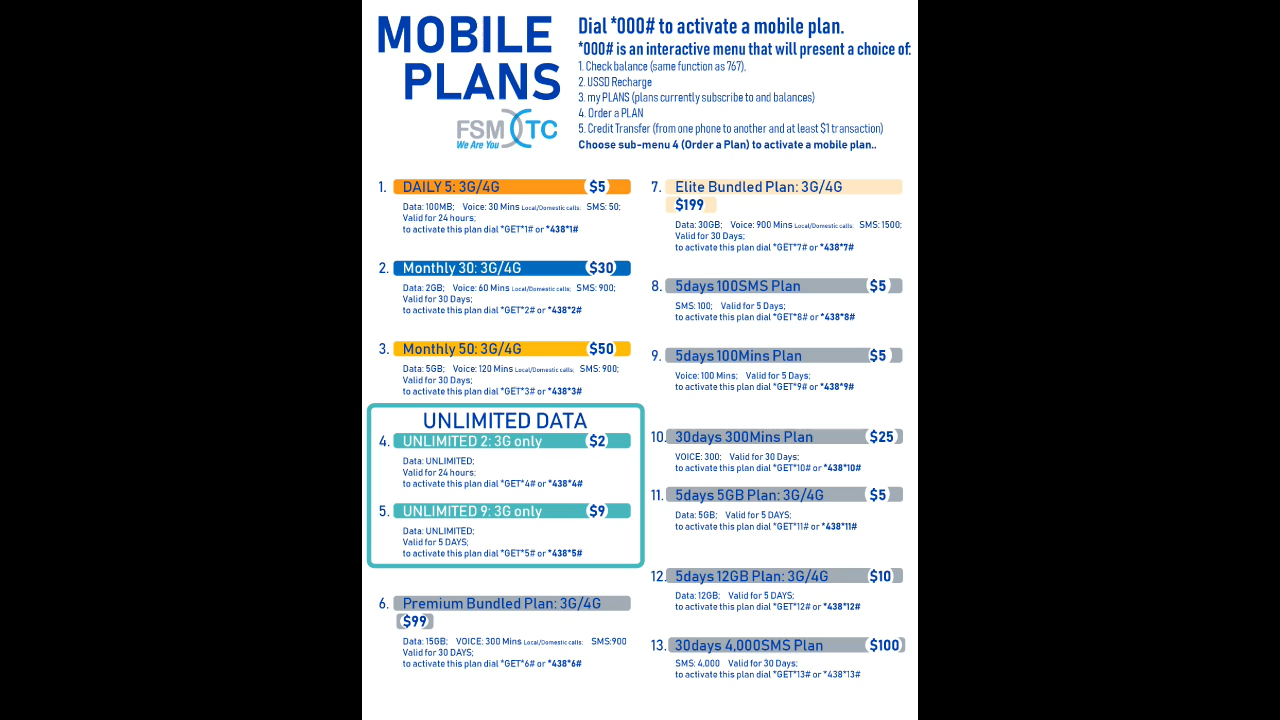 MOBILE
PLANS
FSM TC
We Are You
Dial *000# to activate a mobile plan.
*000# is an interactive menu that will present a choice of:
1. Check balance (same function as 767),
2. USSD Recharge
3. my PLANS (plans currently subscribe to and balances)
4. Order a PLAN
5. Credit Transfer (from one phone to another and at least $1 transaction)
Choose sub-menu 4 (Order a Plan) to activate a mobile plan..
1. DAILY 5: 3G/4G $5
Data: 100MB; Voice: 30 Mins Local/Domestic calls; SMS: 50;
Valid for 24 hours;
to activate this plan dial *GET*1# or *438*1#
2. Monthly 30: 3G/4G $30
Data: 2GB; Voice: 60 Mins Local/Domestic calls; SMS: 900;
Valid for 30 Days;
to activate this plan dial *GET*2# or *438*2#
3. Monthly 50: 3G/4G $50
Data: 5GB; Voice: 120 Mins Local/Domestic calls; SMS: 900;
Valid for 30 Days;
to activate this plan dial *GET*3# or *438*3#
UNLIMITED DATA
4. UNLIMITED 2: 3G only $2
Data: UNLIMITED;
Valid for 24 hours;
to activate this plan dial *GET*4# or *438*4#
5. UNLIMITED 9: 3G only $9
Data: UNLIMITED;
Valid for 5 DAYS;
to activate this plan dial *GET*5# or *438*5#
6. Premium Bundled Plan: 3G/4G
$99
Data: 15GB; VOICE: 300 Mins Local/Domestic calls; SMS:900
Valid for 30 DAYS;
to activate this plan dial *GET*6# or *438*6#
7. Elite Bundled Plan: 3G/4G
$199
Data: 30GB; Voice: 900 Mins Local/Domestic calls; SMS: 1500;
Valid for 30 Days;
to activate this plan dial *GET*7# or *438*7#
8. 5days 100SMS Plan $5
SMS: 100; Valid for 5 Days;
to activate this plan dial *GET*8# or *438*8#
9. 5days 100Mins Plan $5
Voice: 100 Mins; Valid for 5 Days;
to activate this plan dial *GET*9# or *438*9#
10. 30days 300Mins Plan $25
VOICE: 300; Valid for 30 Days;
to activate this plan dial *GET*10# or *438*10#
11. 5days 5GB Plan: 3G/4G $5
Data: 5GB; Valid for 5 DAYS;
to activate this plan dial *GET*11# or *438*11#
12. 5days 12GB Plan: 3G/4G $10
Data: 12GB; Valid for 5 DAYS;
to activate this plan dial *GET*12# or *438*12#
13. 30days 4,000SMS Plan $100
SMS: 4,000 Valid for 30 Days;
to activate this plan dial *GET*13# or *438*13#